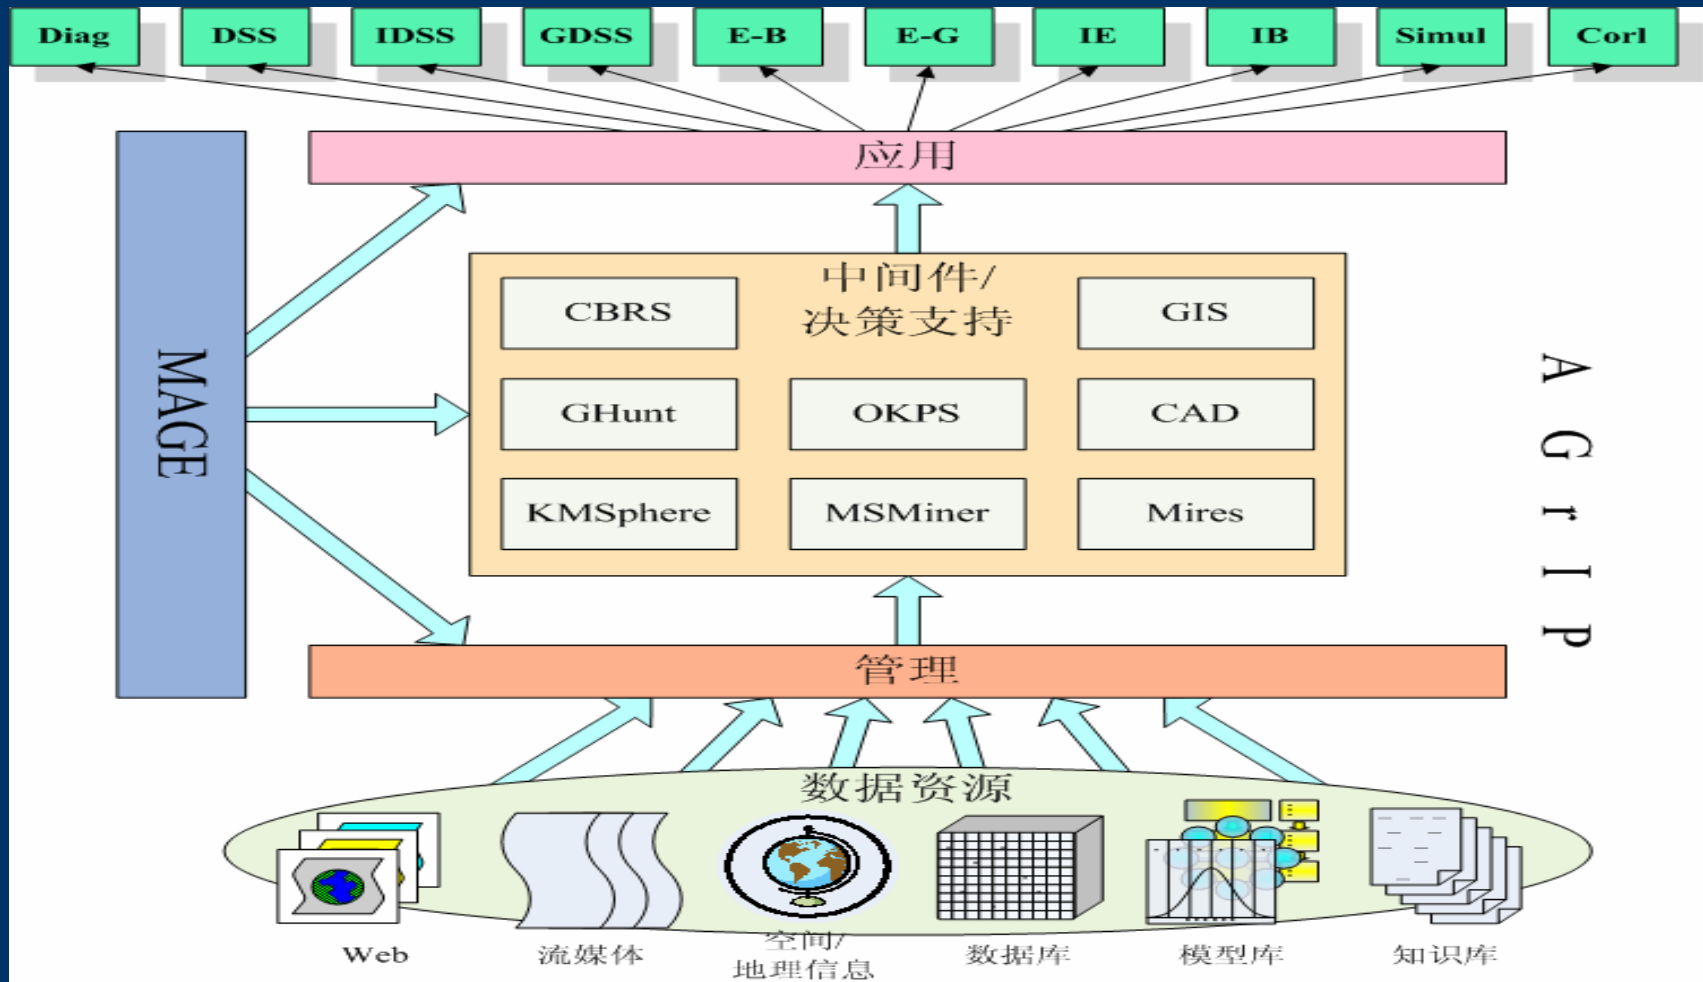 Diag
DSS
IDSS
GDSS
E-B
E-G
IE
IB
Simul
Corl
应用
MAGE
中间件/
决策支持
CBRS
GIS
GHunt
OKPS
CAD
KMSphere
MSMiner
Mires
AGrIP
管理
数据资源
Web
流媒体
空间/
地理信息
数据库
模型库
知识库